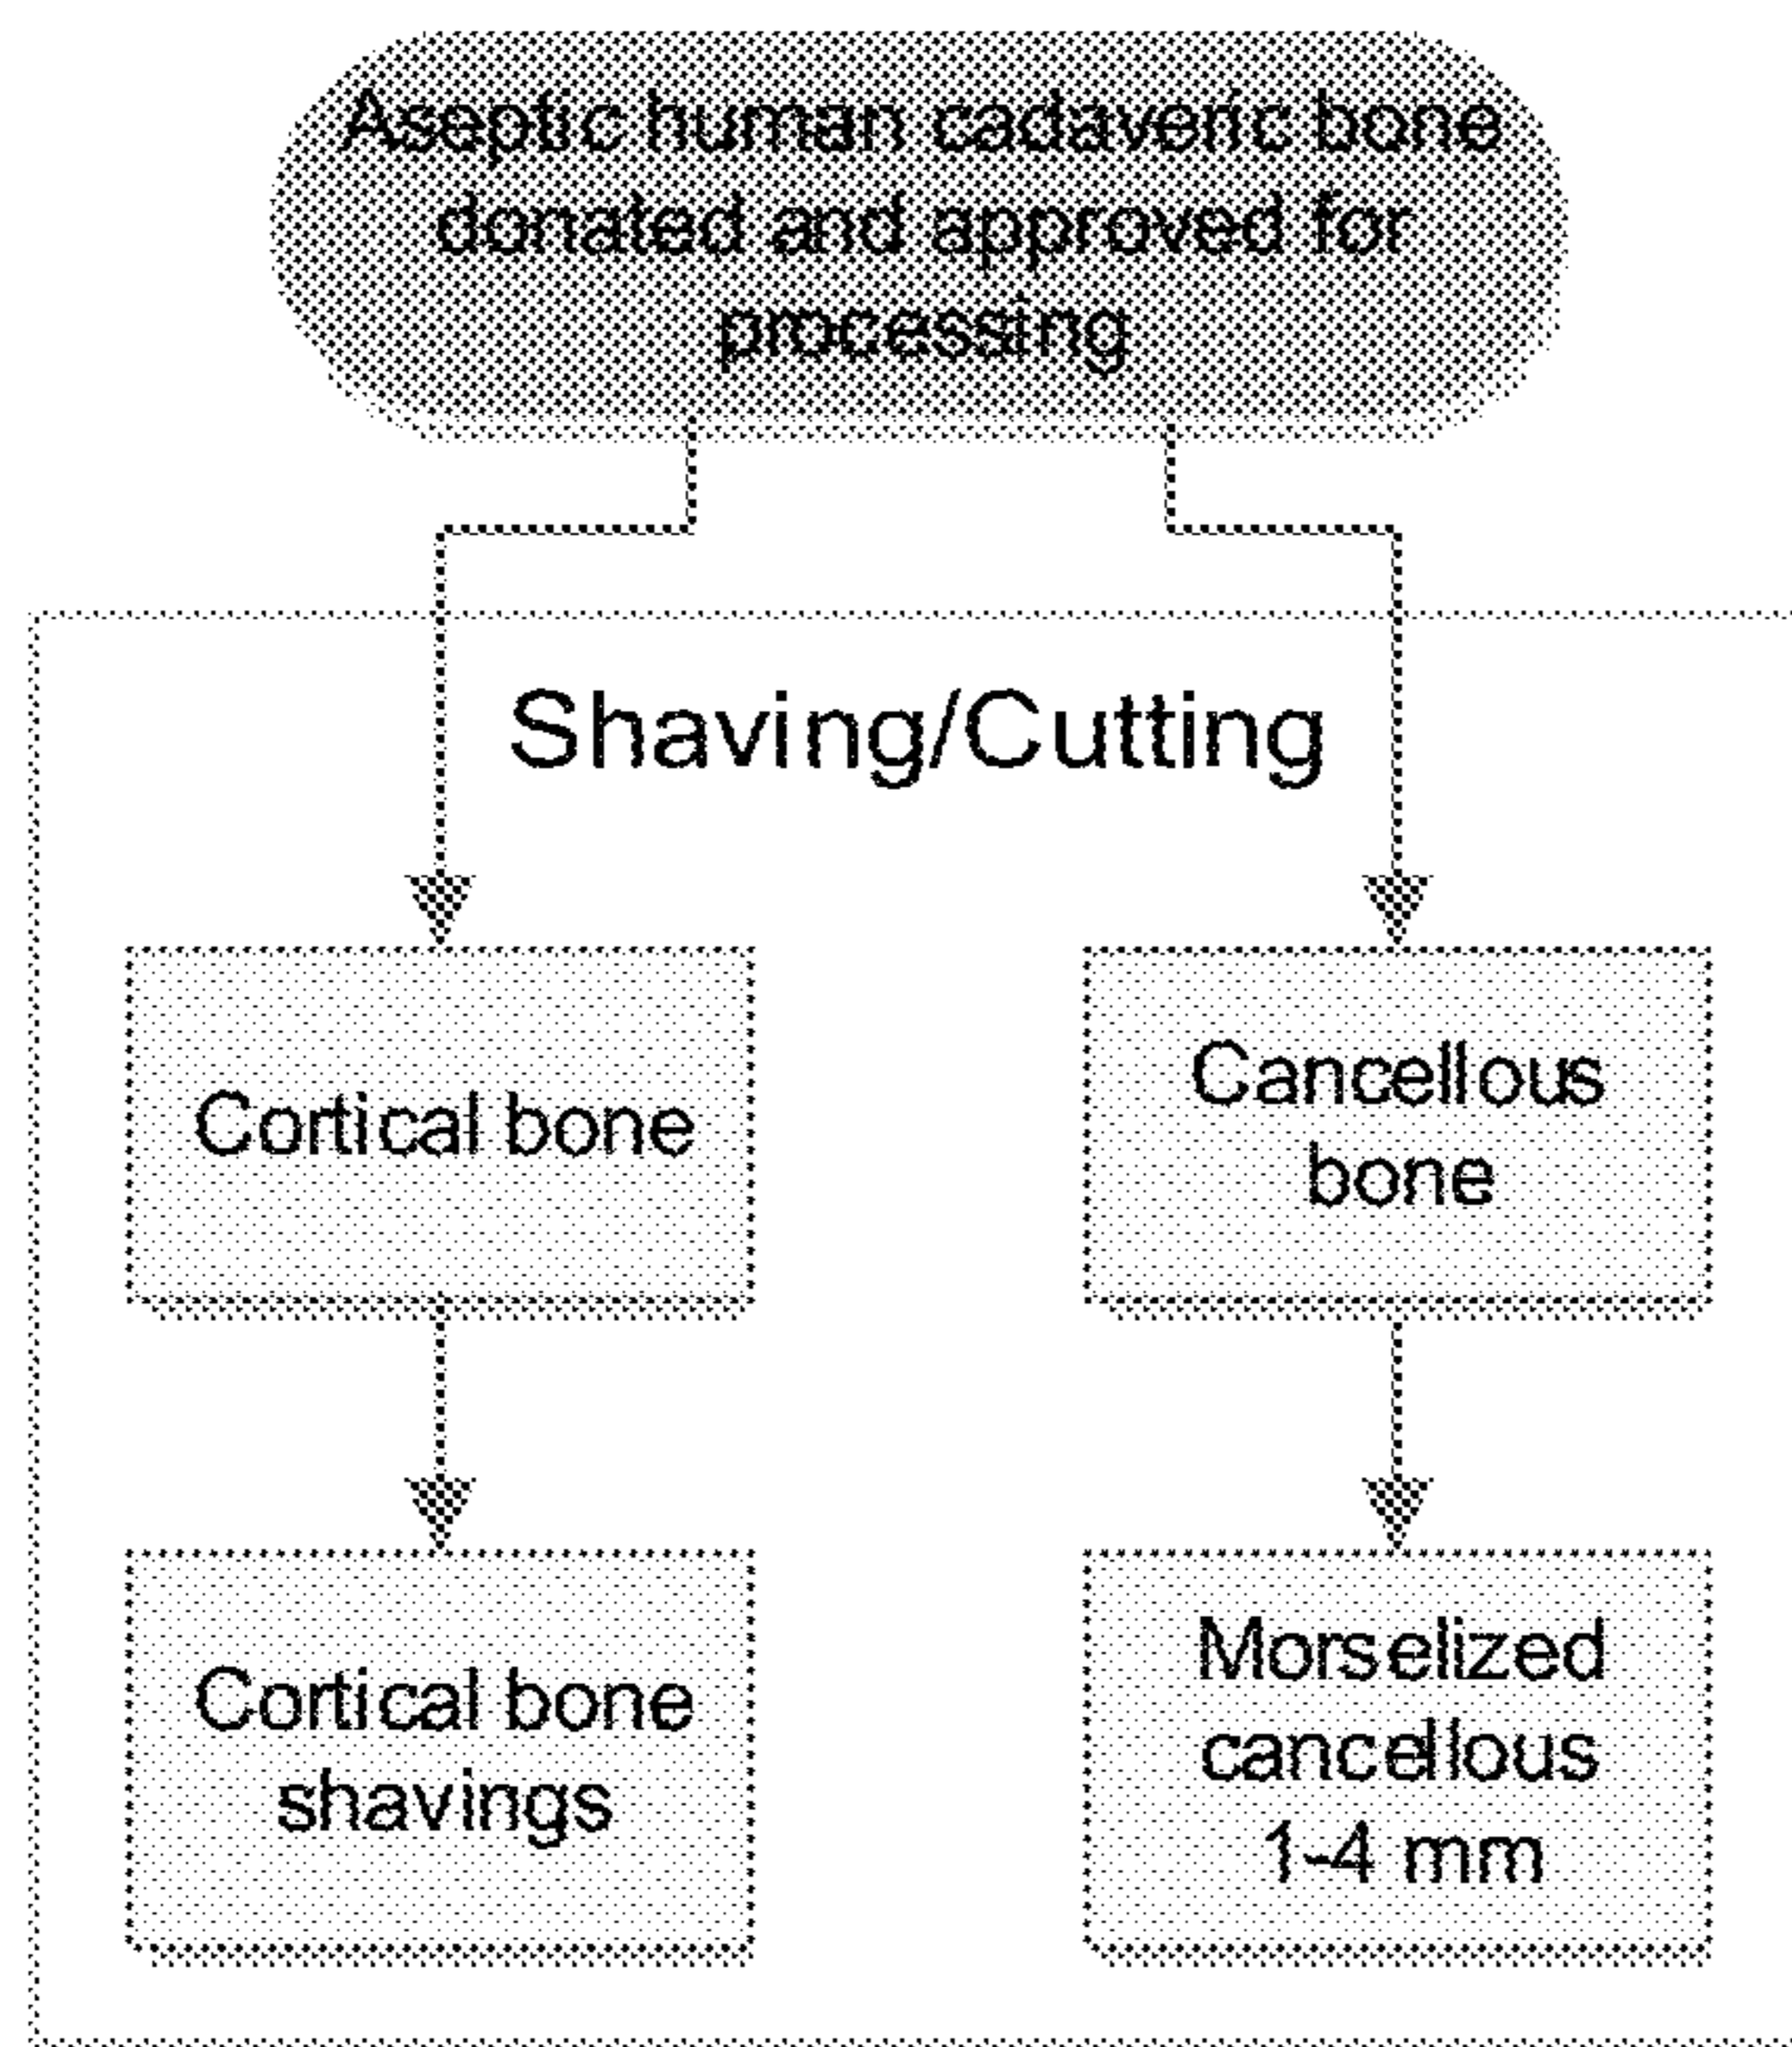 Aseptic human cadaveric bone
donated and approved for
processing
Shaving/Cutting
Cortical bone
Cancellous
bone
Cortical bone
shavings
Morselized
cancellous
1-4 mm